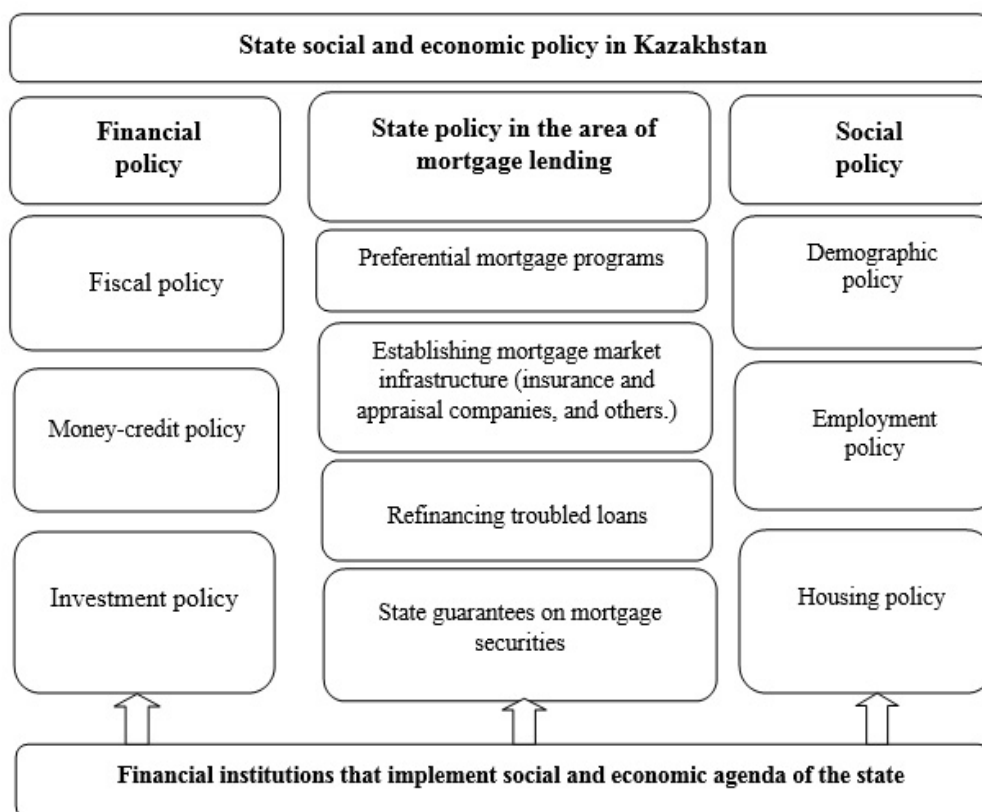 State social and economic policy in Kazakhstan
Financial
policy
Fiscal policy
Money-credit policy
Investment policy
State policy in the area of
mortgage lending
Preferential mortgage programs
Establishing mortgage market
infrastructure (insurance and
appraisal companies, and others.)
Refinancing troubled loans
State guarantees on mortgage
securities
Social
policy
Demographic
policy
Employment
policy
Housing policy
Financial institutions that implement social and economic agenda of the state